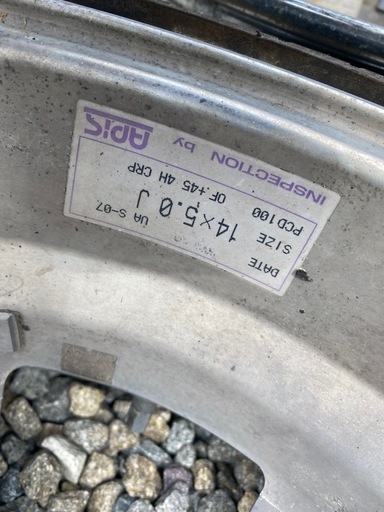 DATE
SIZE 14×5.0J UA S-07
PCD100 OF.+45 4H CRP
INSPECTION by APiS